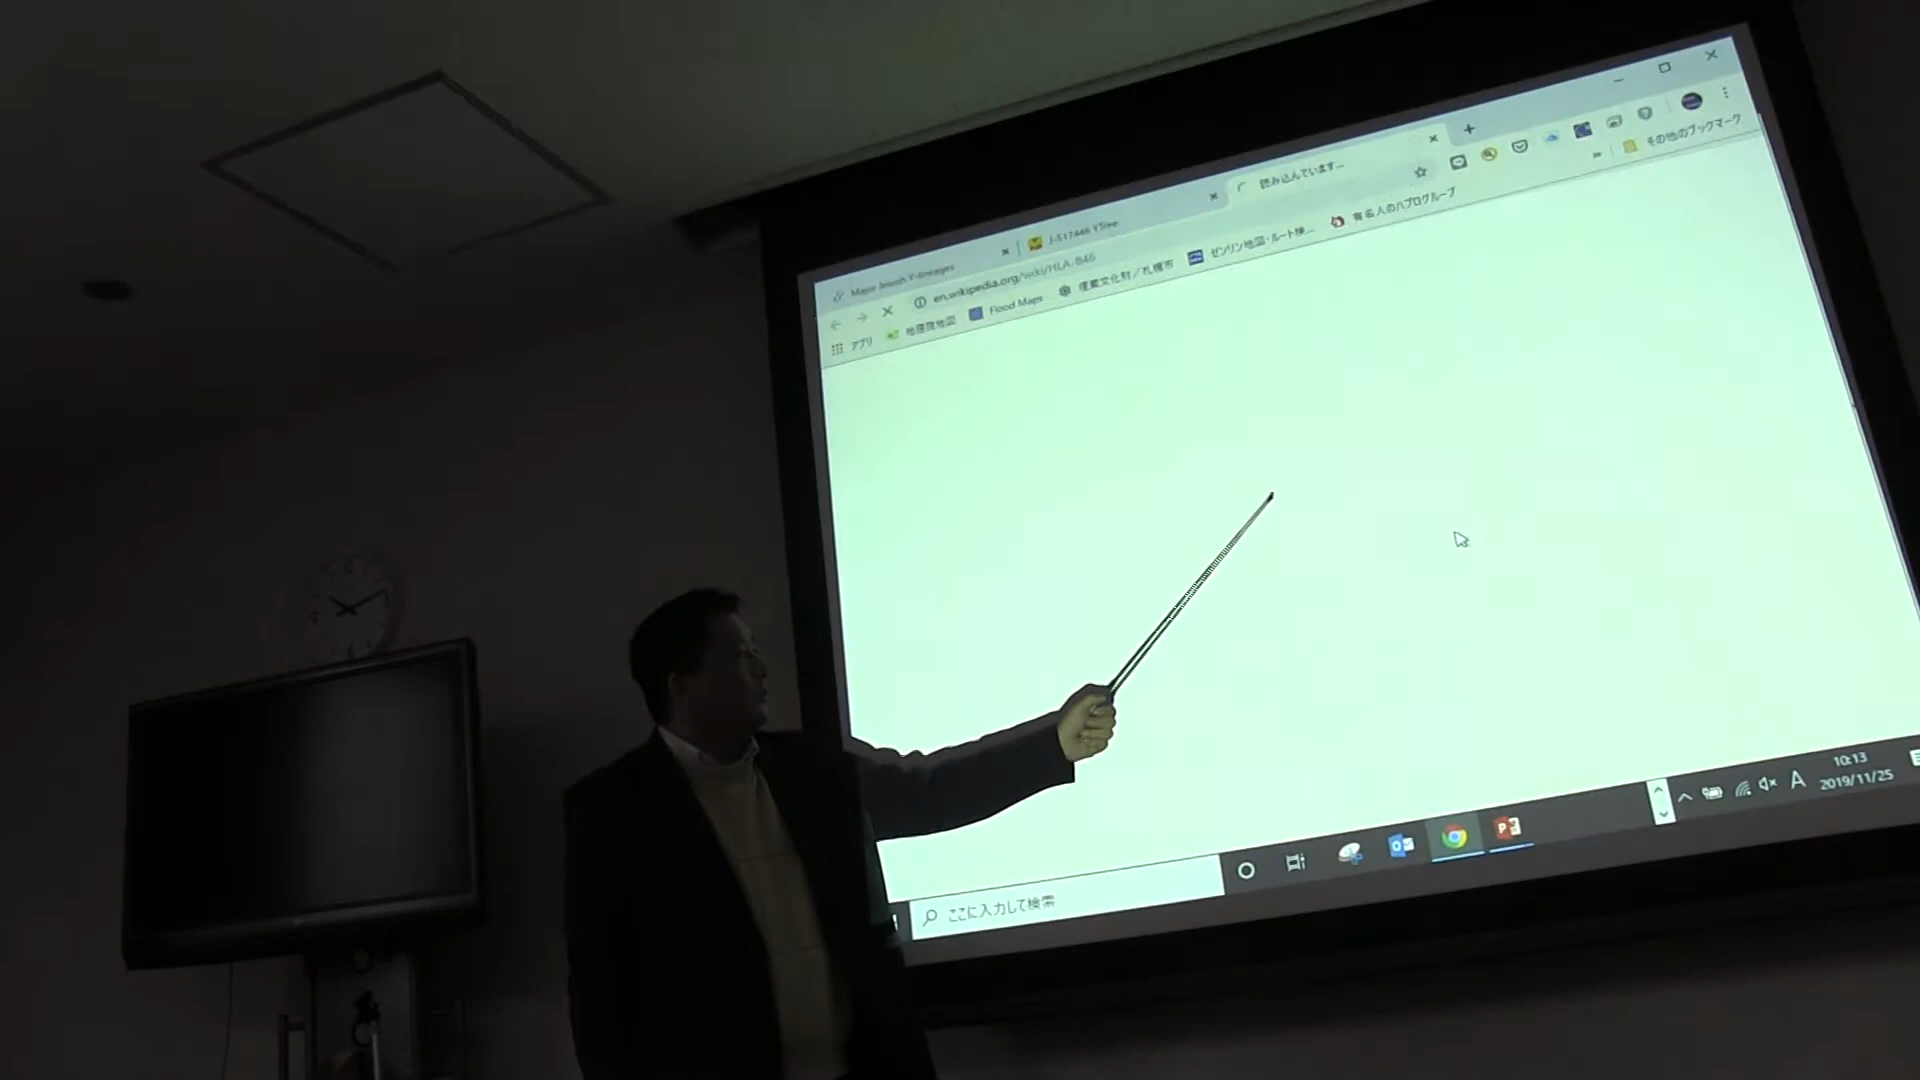 Major Jewish Y-lineages
J-S17446 YTree
読み込んでいます...
en.wikipedia.org/wiki/HLA-B46
アプリ
地理院地図
Flood Maps
埋蔵文化財／札幌市
ゼンリン地図・ルート検...
有名人のハプログループ
»
その他のブックマーク
ここに入力して検索
A
10:13
2019/11/25